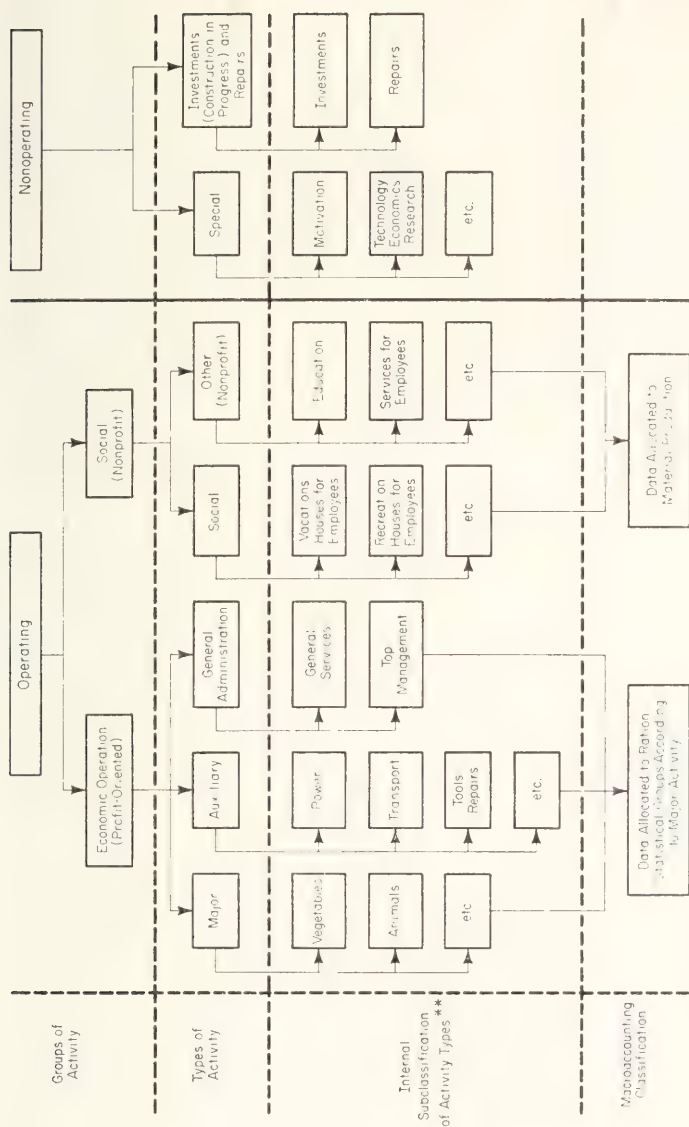 Groups of
Activity
Operating
Nonoperating
Economic Operation
(Profit-Oriented)
Social
(Nonprofit)
Types of
Activity
Major
Auxiliary
General
Administration
Social
Other
(Nonprofit)
Special
Investments
(Construction in
Progress) and
Repairs
Internal
Subclassification
of Activity Types **
Vegetables
Power
General
Services
Vacations
Houses for
Employees
Education
Motivation
Investments
Animals
Transport
Top
Management
Recreation
Houses for
Employees
Services for
Employees
Technology
Economics
Research
Repairs
etc
Tools
Repairs
etc
etc
etc.
etc.
Macroaccounting
Classification
Data Allocated to Ration
Statistical Groups According
to Major Activity
Data Allocated to
Material